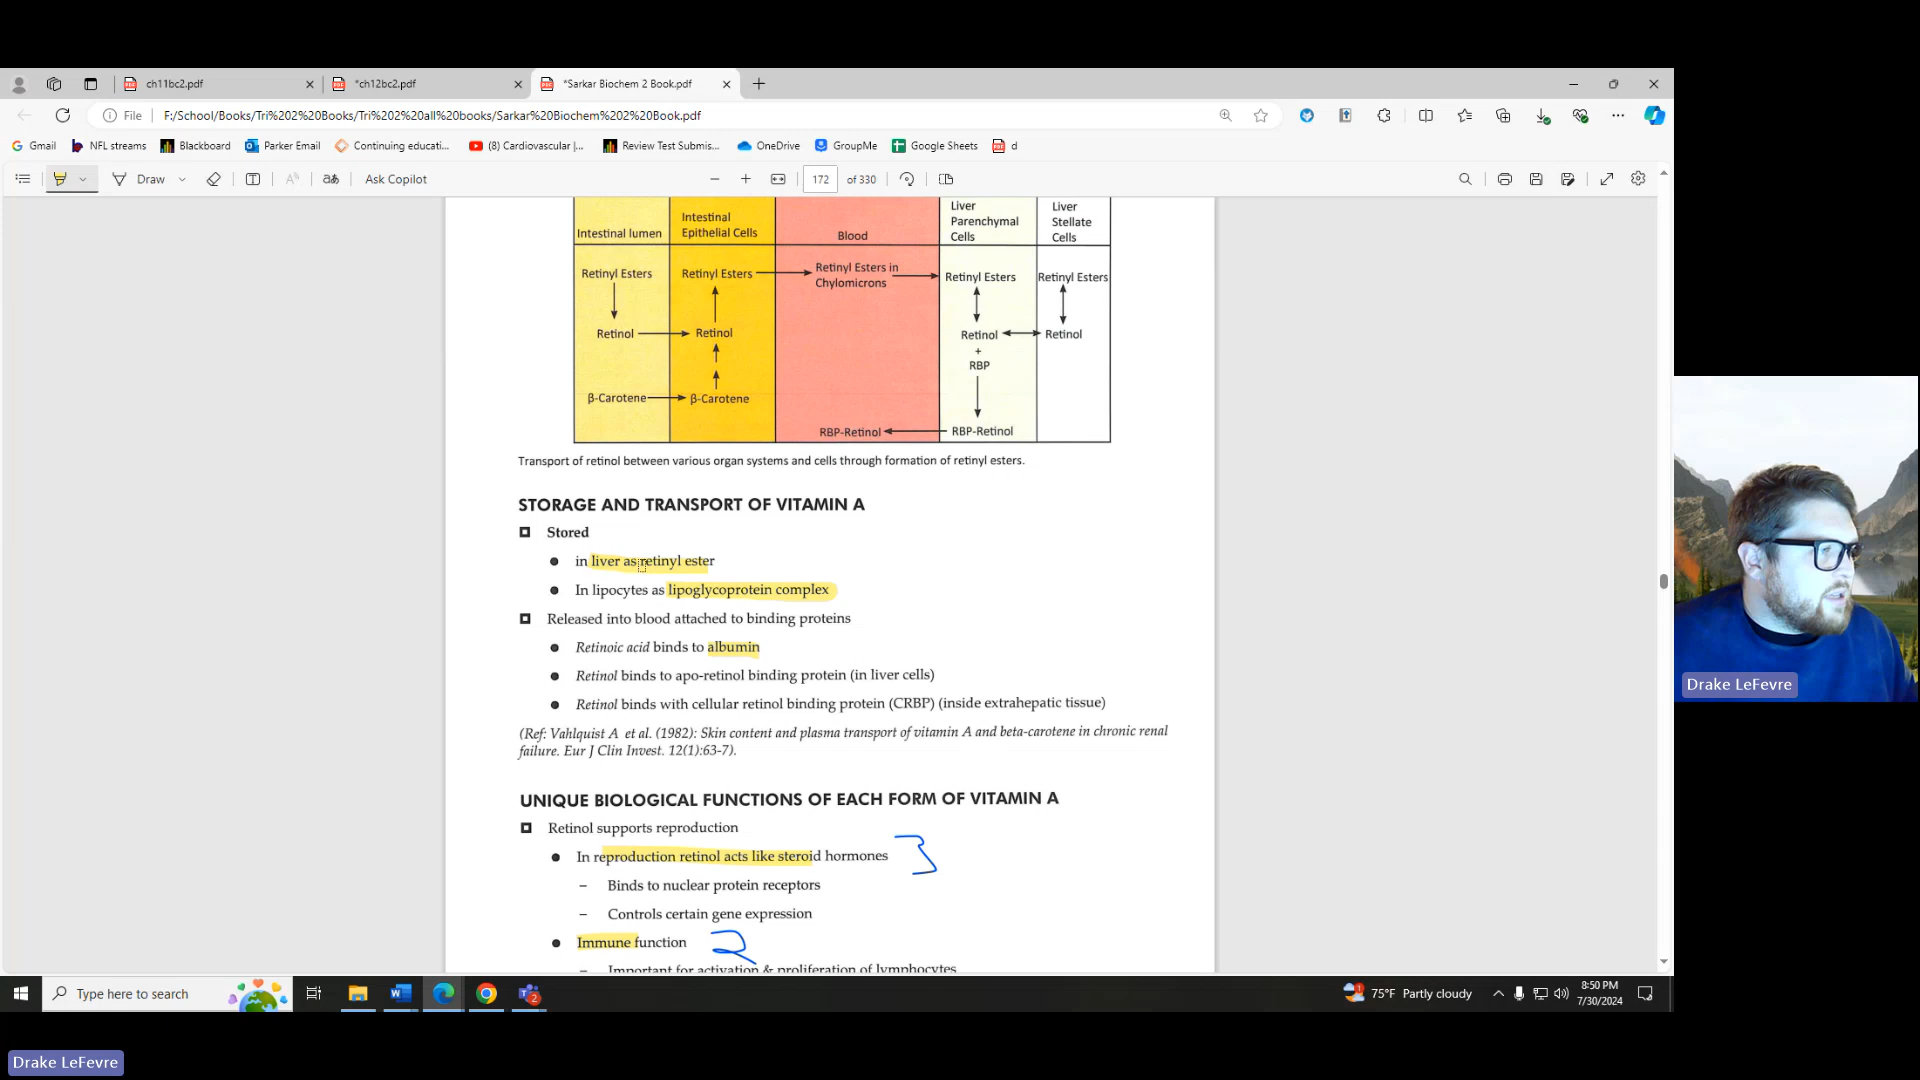 ch11bc2.pdf
*ch12bc2.pdf
*Sarkar Biochem 2 Book.pdf
File
F:/School/Books/Tri%202%20Books/Tri%202%20all%20books/Sarkar%20Biochem%202%20Book.pdf
Gmail
NFL streams
Blackboard
Parker Email
Continuing educati...
(8) Cardiovascular |...
Review Test Submis...
OneDrive
GroupMe
Google Sheets
d
Draw
Ask Copilot
172
of 330
Intestinal lumen
Intestinal
Epithelial Cells
Blood
Liver
Parenchymal
Cells
Liver
Stellate
Cells
Retinyl Esters
Retinyl Esters
Retinyl Esters in
Chylomicrons
Retinyl Esters
Retinyl Esters
Retinol
Retinol
Retinol
Retinol
+
RBP
β-Carotene
β-Carotene
RBP-Retinol
RBP-Retinol
Transport of retinol between various organ systems and cells through formation of retinyl esters.
STORAGE AND TRANSPORT OF VITAMIN A
Stored
in liver as retinyl ester
In lipocytes as lipoglycoprotein complex
Released into blood attached to binding proteins
Retinoic acid binds to albumin
Retinol binds to apo-retinol binding protein (in liver cells)
Retinol binds with cellular retinol binding protein (CRBP) (inside extrahepatic tissue)
(Ref: Vahlquist A et al. (1982): Skin content and plasma transport of vitamin A and beta-carotene in chronic renal
failure. Eur J Clin Invest. 12(1):63-7).
UNIQUE BIOLOGICAL FUNCTIONS OF EACH FORM OF VITAMIN A
Retinol supports reproduction
In reproduction retinol acts like steroid hormones
3
– Binds to nuclear protein receptors
– Controls certain gene expression
Immune function
2
– Important for activation & proliferation of lymphocytes
Drake LeFevre
Type here to search
2
1
75°F Partly cloudy
8:50 PM
7/30/2024
Drake LeFevre